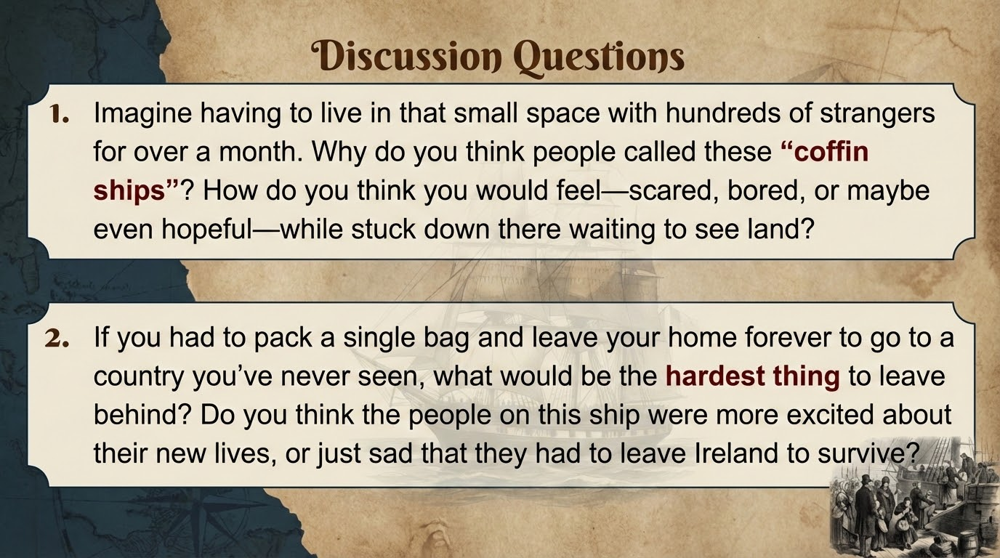 Discussion Questions
1. Imagine having to live in that small space with hundreds of strangers
for over a month. Why do you think people called these “coffin
ships”? How do you think you would feel—scared, bored, or maybe
even hopeful—while stuck down there waiting to see land?
2. If you had to pack a single bag and leave your home forever to go to a
country you’ve never seen, what would be the hardest thing to leave
behind? Do you think the people on this ship were more excited about
their new lives, or just sad that they had to leave Ireland to survive?